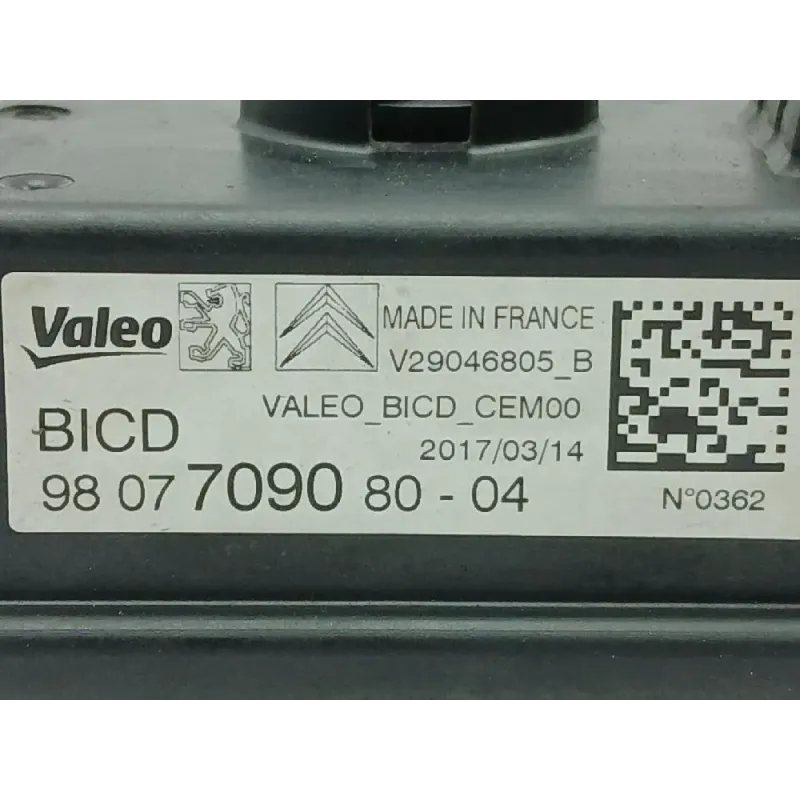 Valeo MADE IN FRANCE
V29046805_B
VALEO_BICD_CEM00
BICD
2017/03/14
98 07 7090 80 - 04
N°0362